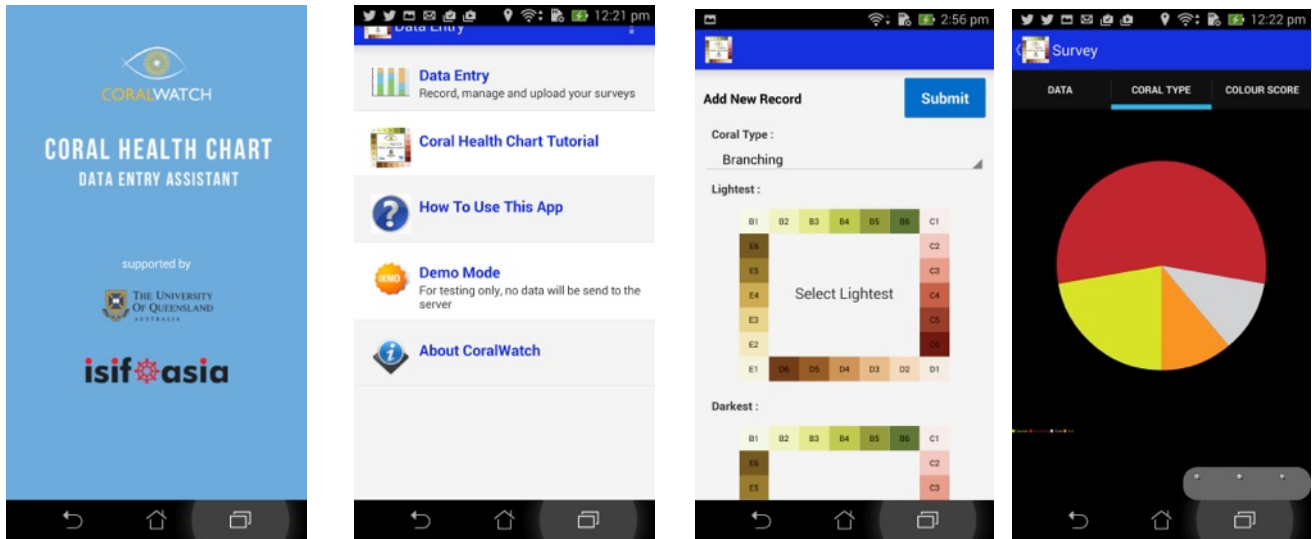 CORALWATCH
CORAL HEALTH CHART
DATA ENTRY ASSISTANT
supported by
THE UNIVERSITY
OF QUEENSLAND
AUSTRALIA
isif asia
12:21 pm
Data Entry
Data Entry
Record, manage and upload your surveys
Coral Health Chart Tutorial
How To Use This App
DEMO
Demo Mode
For testing only, no data will be send to the
server
About CoralWatch
2:56 pm
Add New Record
Submit
Coral Type :
Branching
Lightest :
B1 B2 B3 B4 B5 B6 C1
E6 C2
E5 C3
E4 Select Lightest C4
E3 C5
E2 C6
E1 D6 D5 D4 D3 D2 D1
Darkest :
B1 B2 B3 B4 B5 B6 C1
E6 C2
E5 C3
12:22 pm
Survey
DATA CORAL TYPE COLOUR SCORE